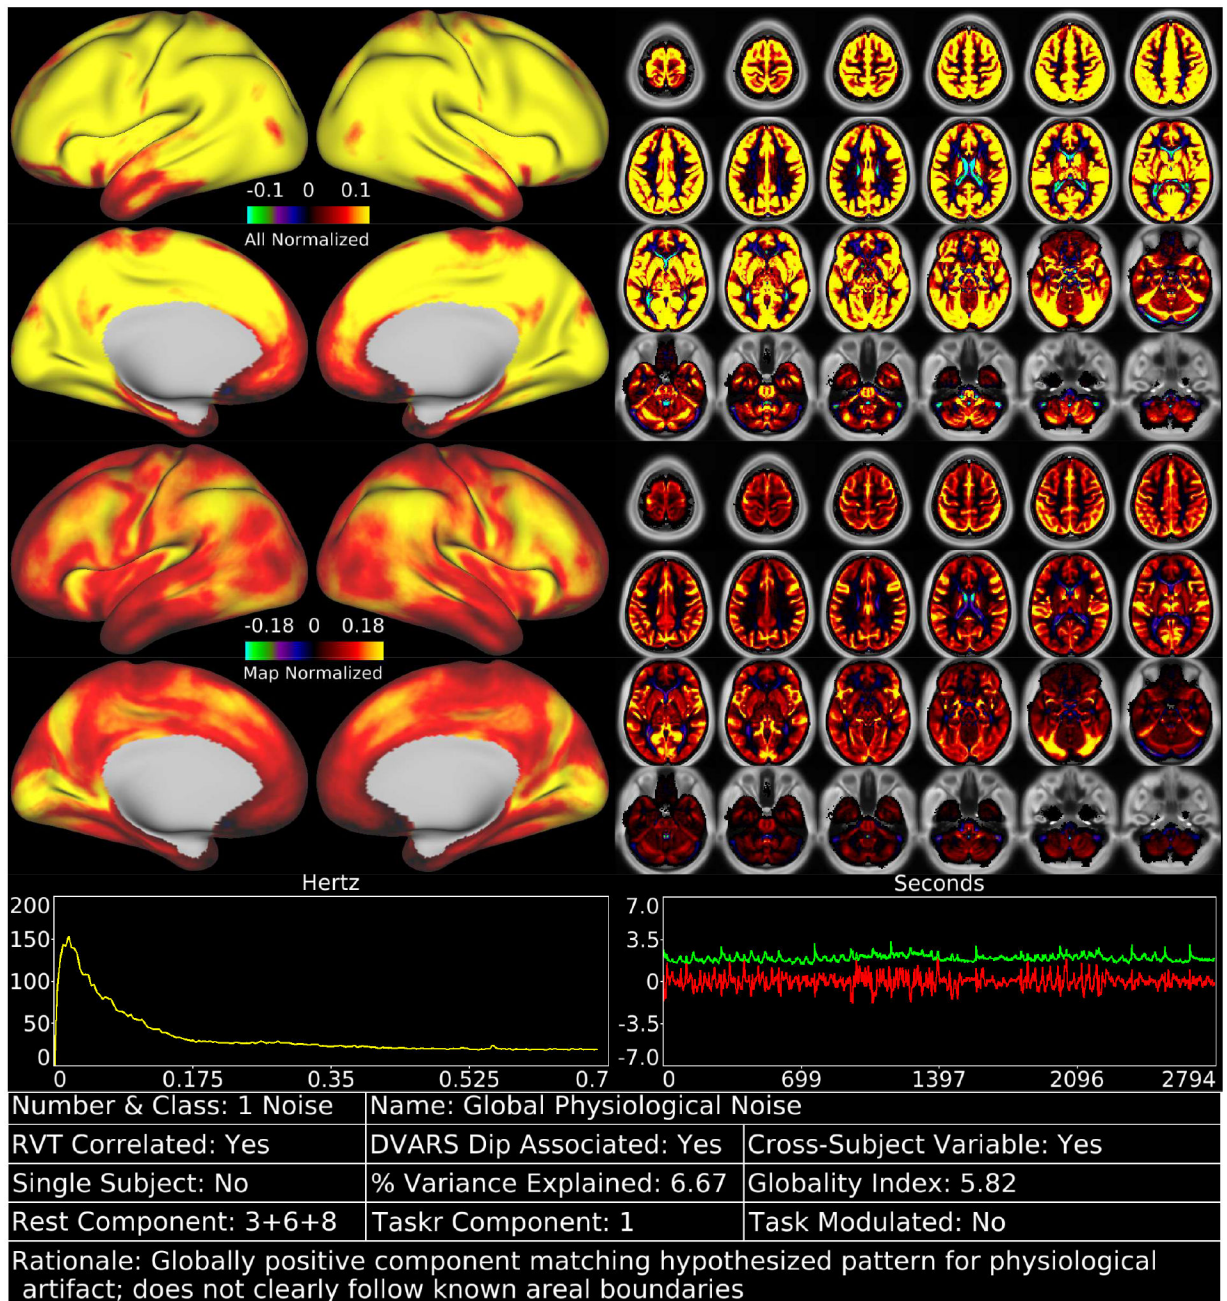 -0.1 0 0.1
All Normalized
-0.18 0 0.18
Map Normalized
Hertz
Seconds
200
150
100
50
0
0 0.175 0.35 0.525 0.7
7.0
3.5
0
-3.5
-7.0
0 699 1397 2096 2794
Number & Class: 1 Noise Name: Global Physiological Noise
RVT Correlated: Yes DVARS Dip Associated: Yes Cross-Subject Variable: Yes
Single Subject: No % Variance Explained: 6.67 Globality Index: 5.82
Rest Component: 3+6+8 Taskr Component: 1 Task Modulated: No
Rationale: Globally positive component matching hypothesized pattern for physiological
artifact; does not clearly follow known areal boundaries